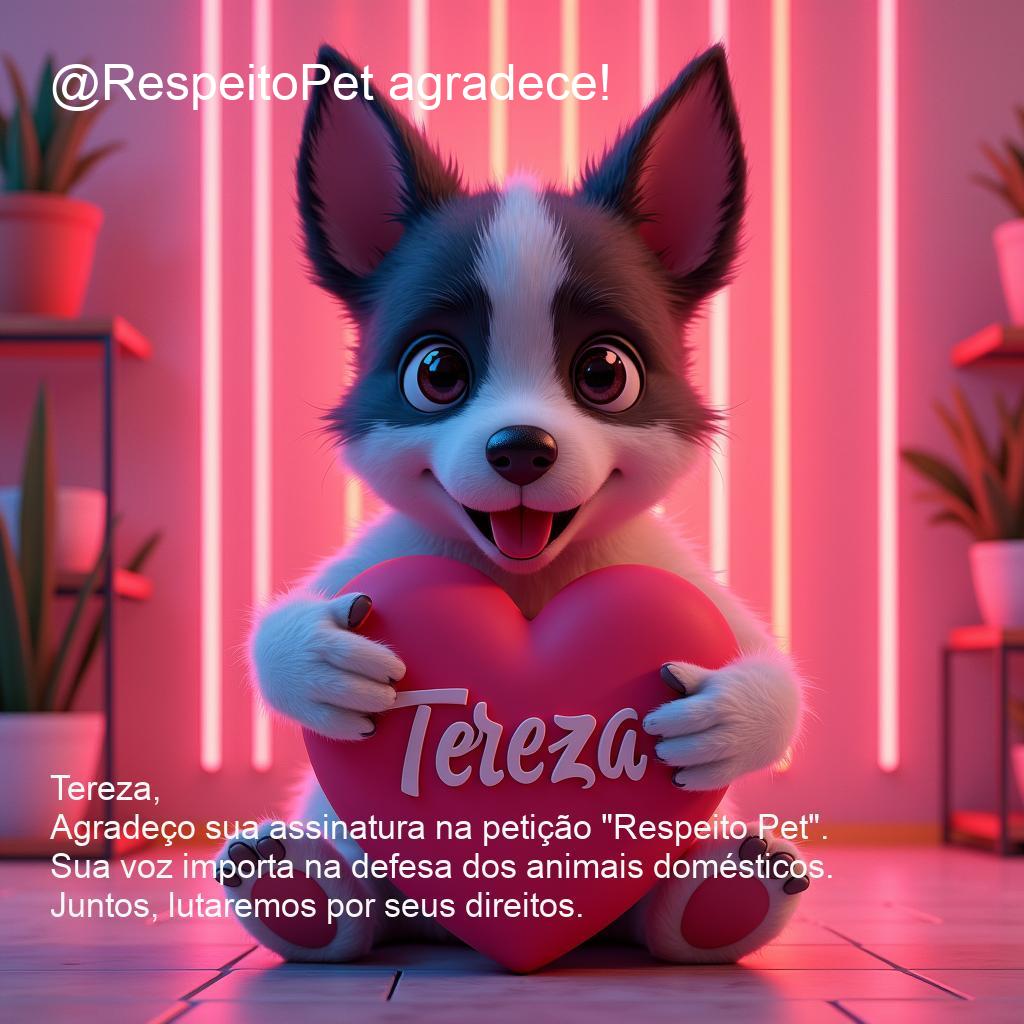 @RespeitoPet agradece!
Tereza
Tereza,
Agradeço sua assinatura na petição "Respeito Pet".
Sua voz importa na defesa dos animais domésticos.
Juntos, lutaremos por seus direitos.